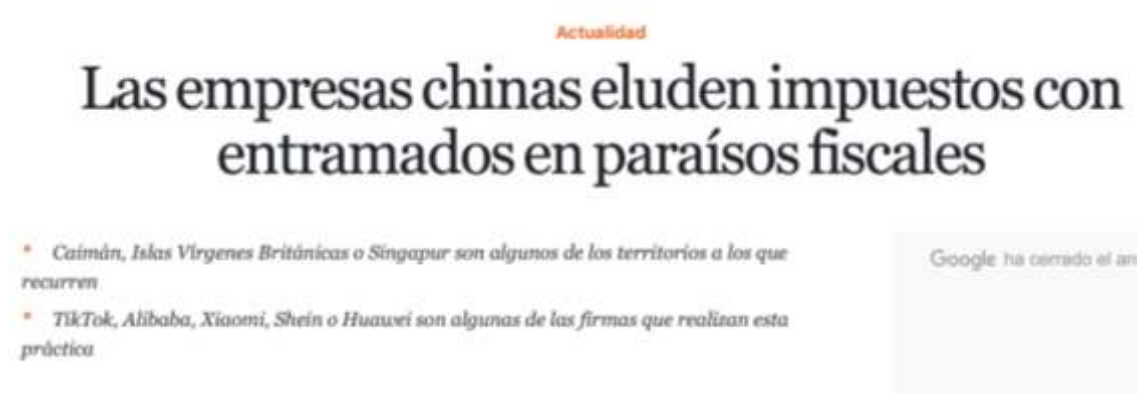 Actualidad
Las empresas chinas eluden impuestos con
entramados en paraísos fiscales
* Caimán, Islas Vírgenes Británicas o Singapur son algunos de los territorios a los que
recurren
* TikTok, Alibaba, Xiaomi, Shein o Huawei son algunas de las firmas que realizan esta
práctica
Google ha cerrado el an